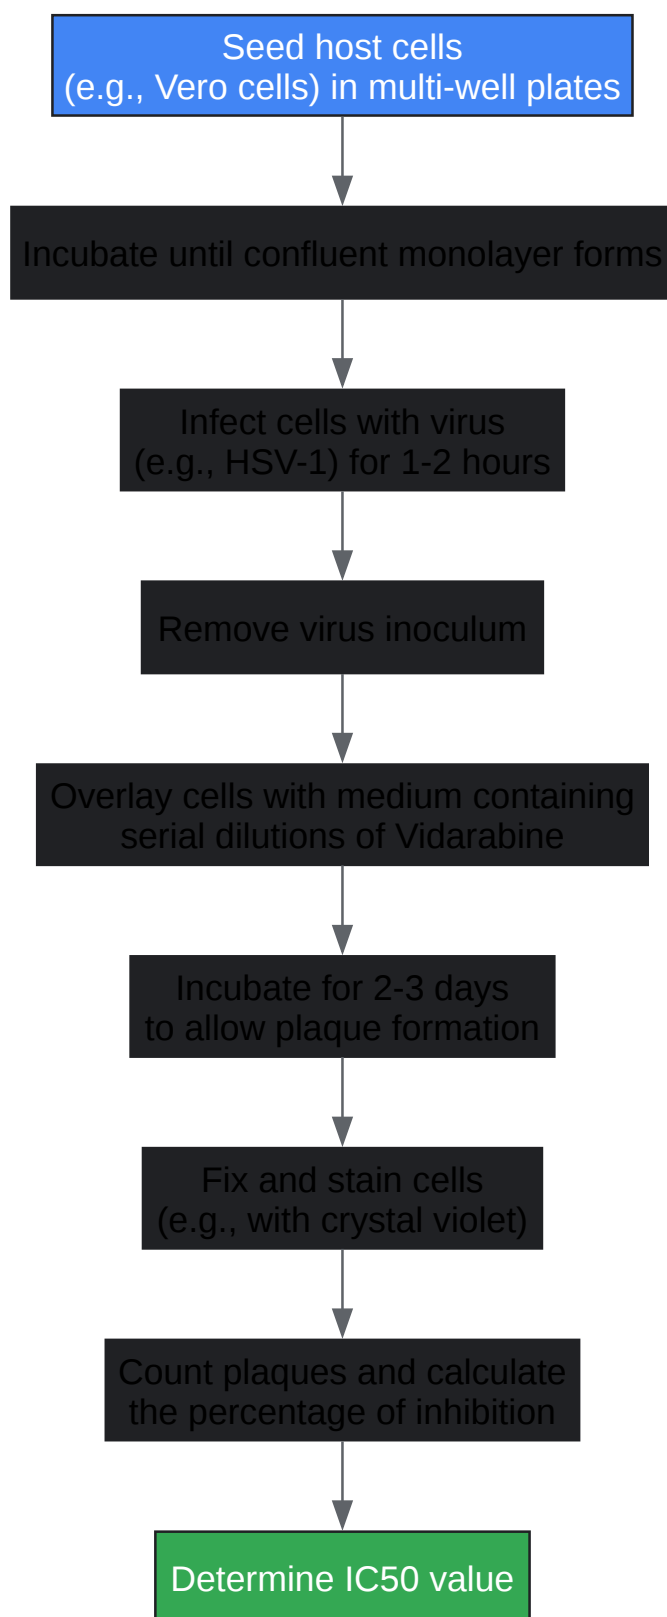 Seed host cells
(e.g., Vero cells) in multi-well plates
Incubate until confluent monolayer forms
Infect cells with virus
(e.g., HSV-1) for 1-2 hours
Remove virus inoculum
Overlay cells with medium containing
serial dilutions of Vidarabine
Incubate for 2-3 days
to allow plaque formation
Fix and stain cells
(e.g., with crystal violet)
Count plaques and calculate
the percentage of inhibition
Determine IC50 value